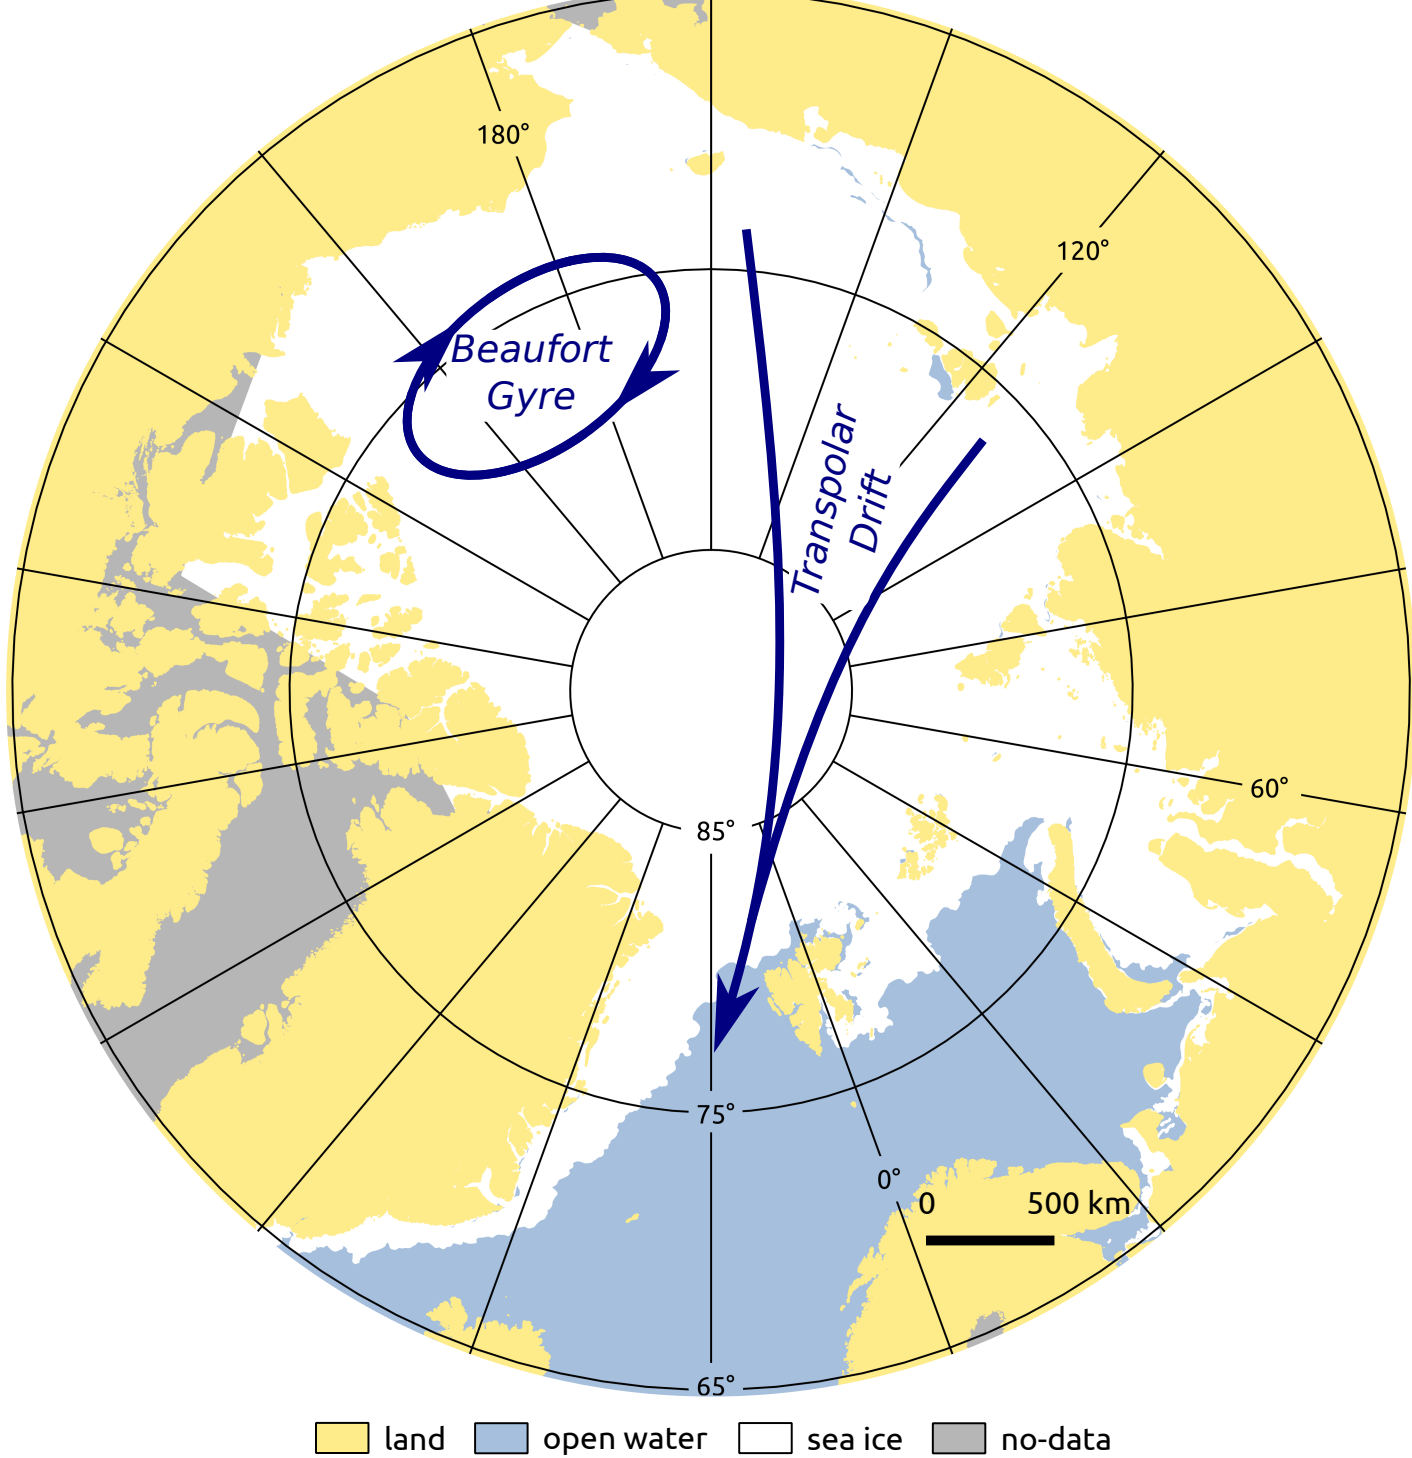 180°
120°
Beaufort
Gyre
Transpolar
Drift
60°
85°
75°
0°
0 500 km
65°
land open water sea ice no-data